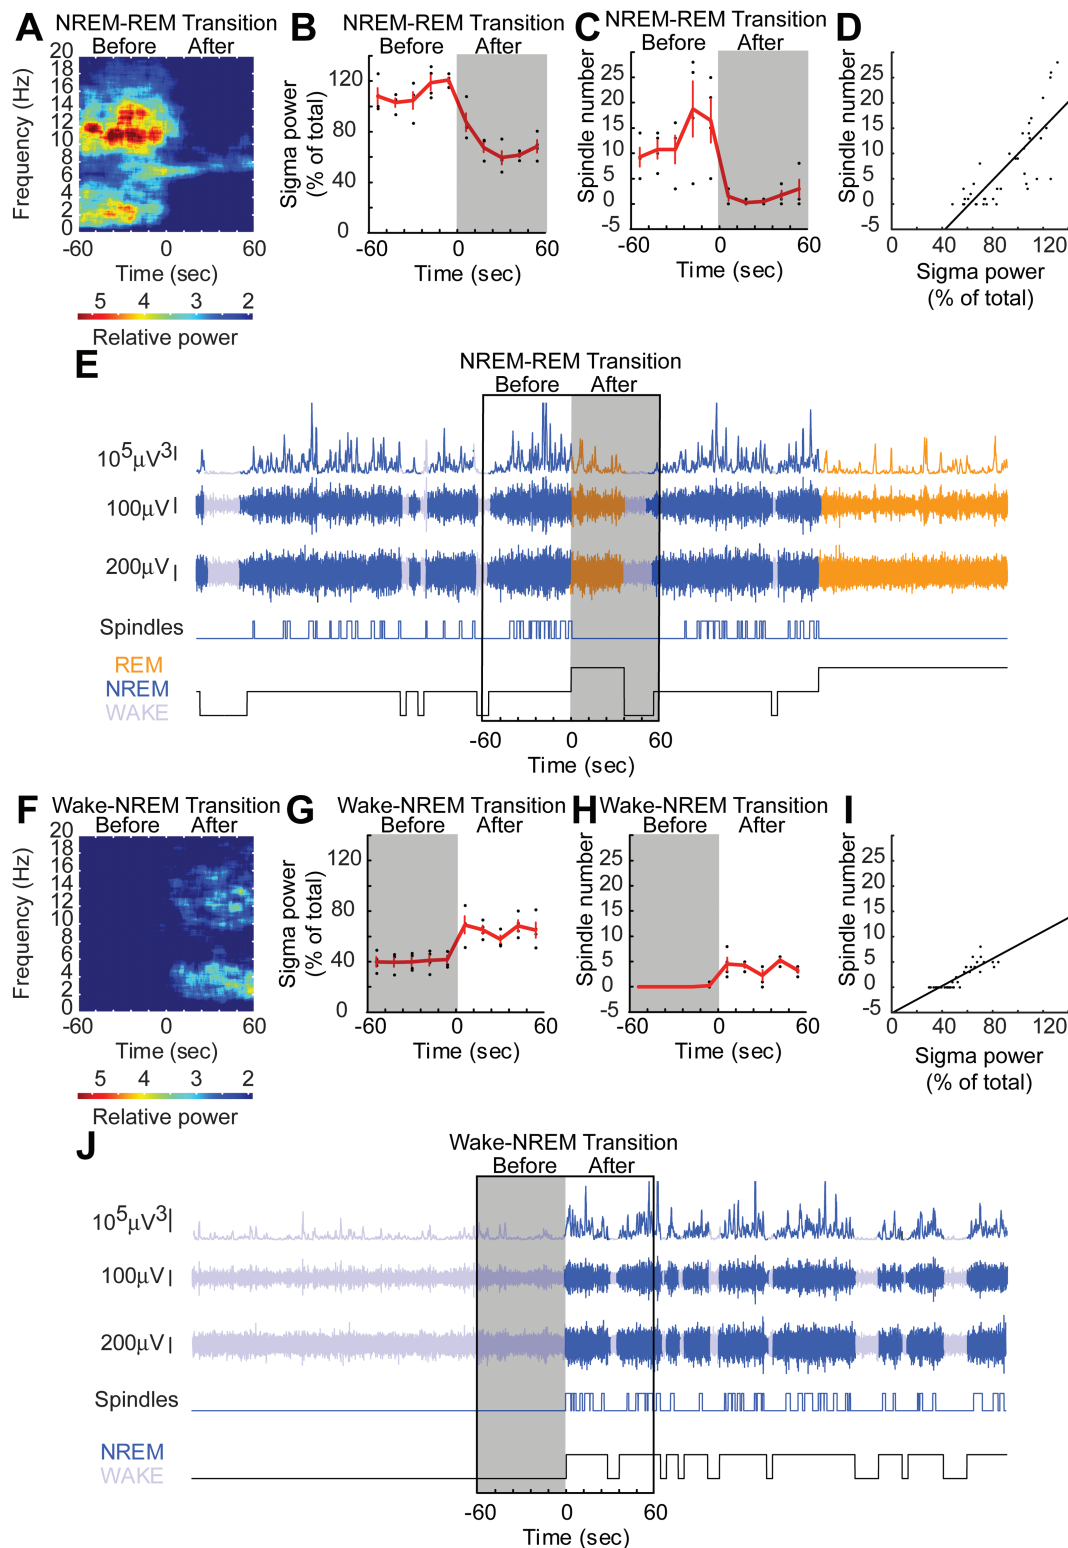 A
NREM-REM Transition
Before After
Frequency (Hz)
20
18
16
14
12
10
8
6
4
2
0
-60 0 60
Time (sec)
5 4 3 2
Relative power
B
NREM-REM Transition
Before After
Sigma power
(% of total)
120
80
40
0
-60 0 60
Time (sec)
C
NREM-REM Transition
Before After
Spindle number
25
20
15
10
5
0
-5
-60 0 60
Time (sec)
D
Spindle number
25
20
15
10
5
0
-5
0 40 80 120
Sigma power
(% of total)
E
NREM-REM Transition
Before After
10⁵µV³
100µV
200µV
Spindles
REM
NREM
WAKE
-60 0 60
Time (sec)
F
Wake-NREM Transition
Before After
Frequency (Hz)
20
18
16
14
12
10
8
6
4
2
0
-60 0 60
Time (sec)
5 4 3 2
Relative power
G
Wake-NREM Transition
Before After
Sigma power
(% of total)
120
80
40
0
-60 0 60
Time (sec)
H
Wake-NREM Transition
Before After
Spindle number
25
20
15
10
5
0
-5
-60 0 60
Time (sec)
I
Spindle number
25
20
15
10
5
0
-5
0 40 80 120
Sigma power
(% of total)
J
Wake-NREM Transition
Before After
10⁵µV³
100µV
200µV
Spindles
NREM
WAKE
-60 0 60
Time (sec)